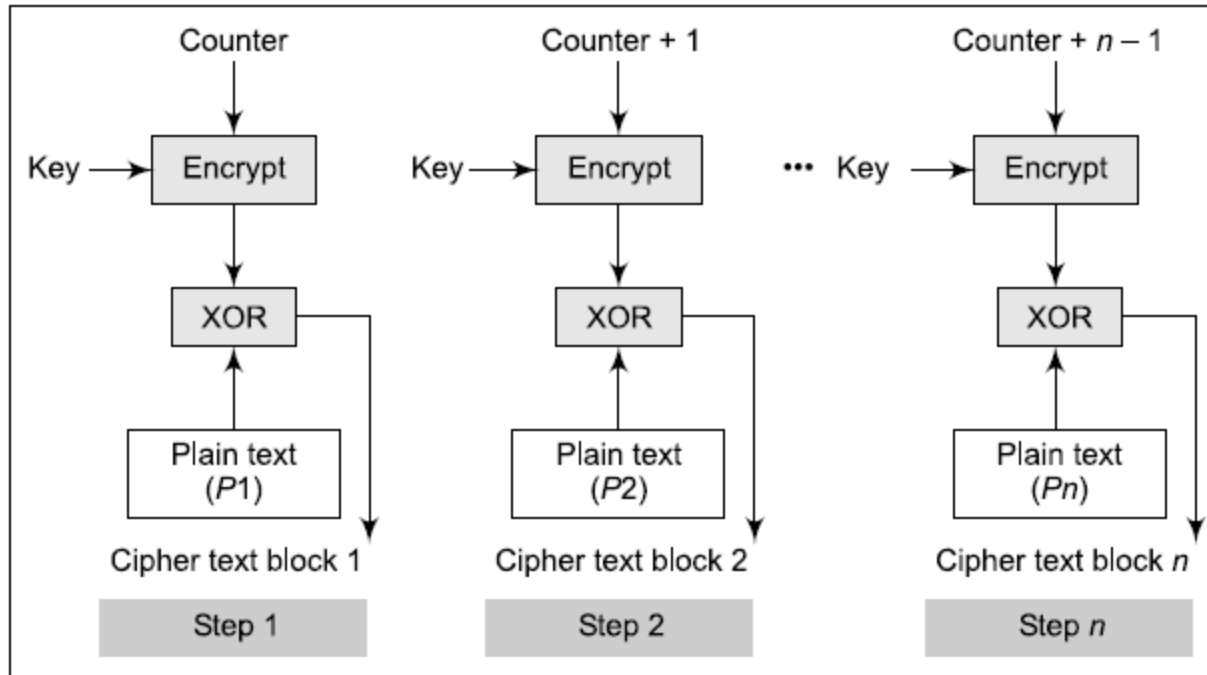 Counter
Counter + 1
Counter + n – 1
Key
Encrypt
Key
Encrypt
••• Key
Encrypt
XOR
XOR
XOR
Plain text
(P1)
Plain text
(P2)
Plain text
(Pn)
Cipher text block 1
Cipher text block 2
Cipher text block n
Step 1
Step 2
Step n